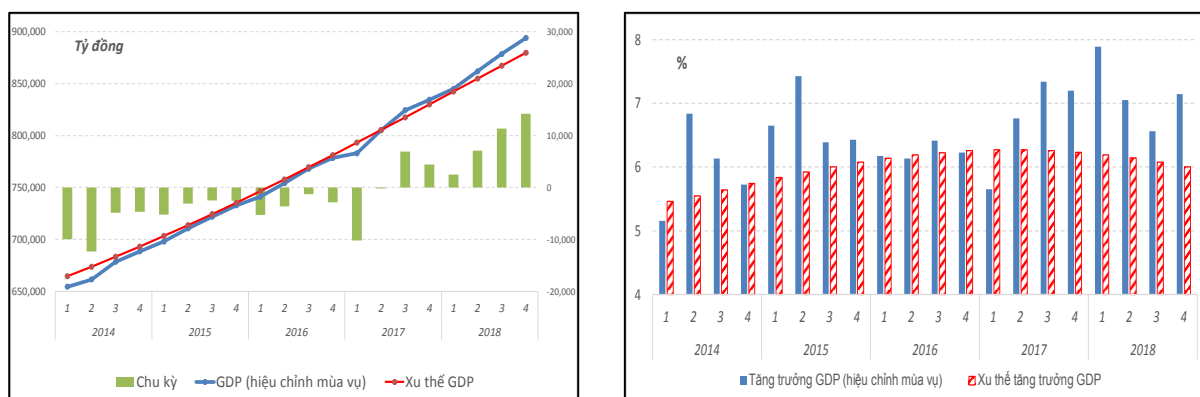 Tỷ đồng
900,000
850,000
800,000
750,000
700,000
650,000
30,000
20,000
10,000
0
-10,000
-20,000
1 2 3 4 1 2 3 4 1 2 3 4 1 2 3 4 1 2 3 4
2014 2015 2016 2017 2018
Chu kỳ GDP (hiệu chỉnh mùa vụ) Xu thế GDP
%
8
7
6
5
4
1 2 3 4 1 2 3 4 1 2 3 4 1 2 3 4 1 2 3 4
2014 2015 2016 2017 2018
Tăng trưởng GDP (hiệu chỉnh mùa vụ) Xu thế tăng trưởng GDP